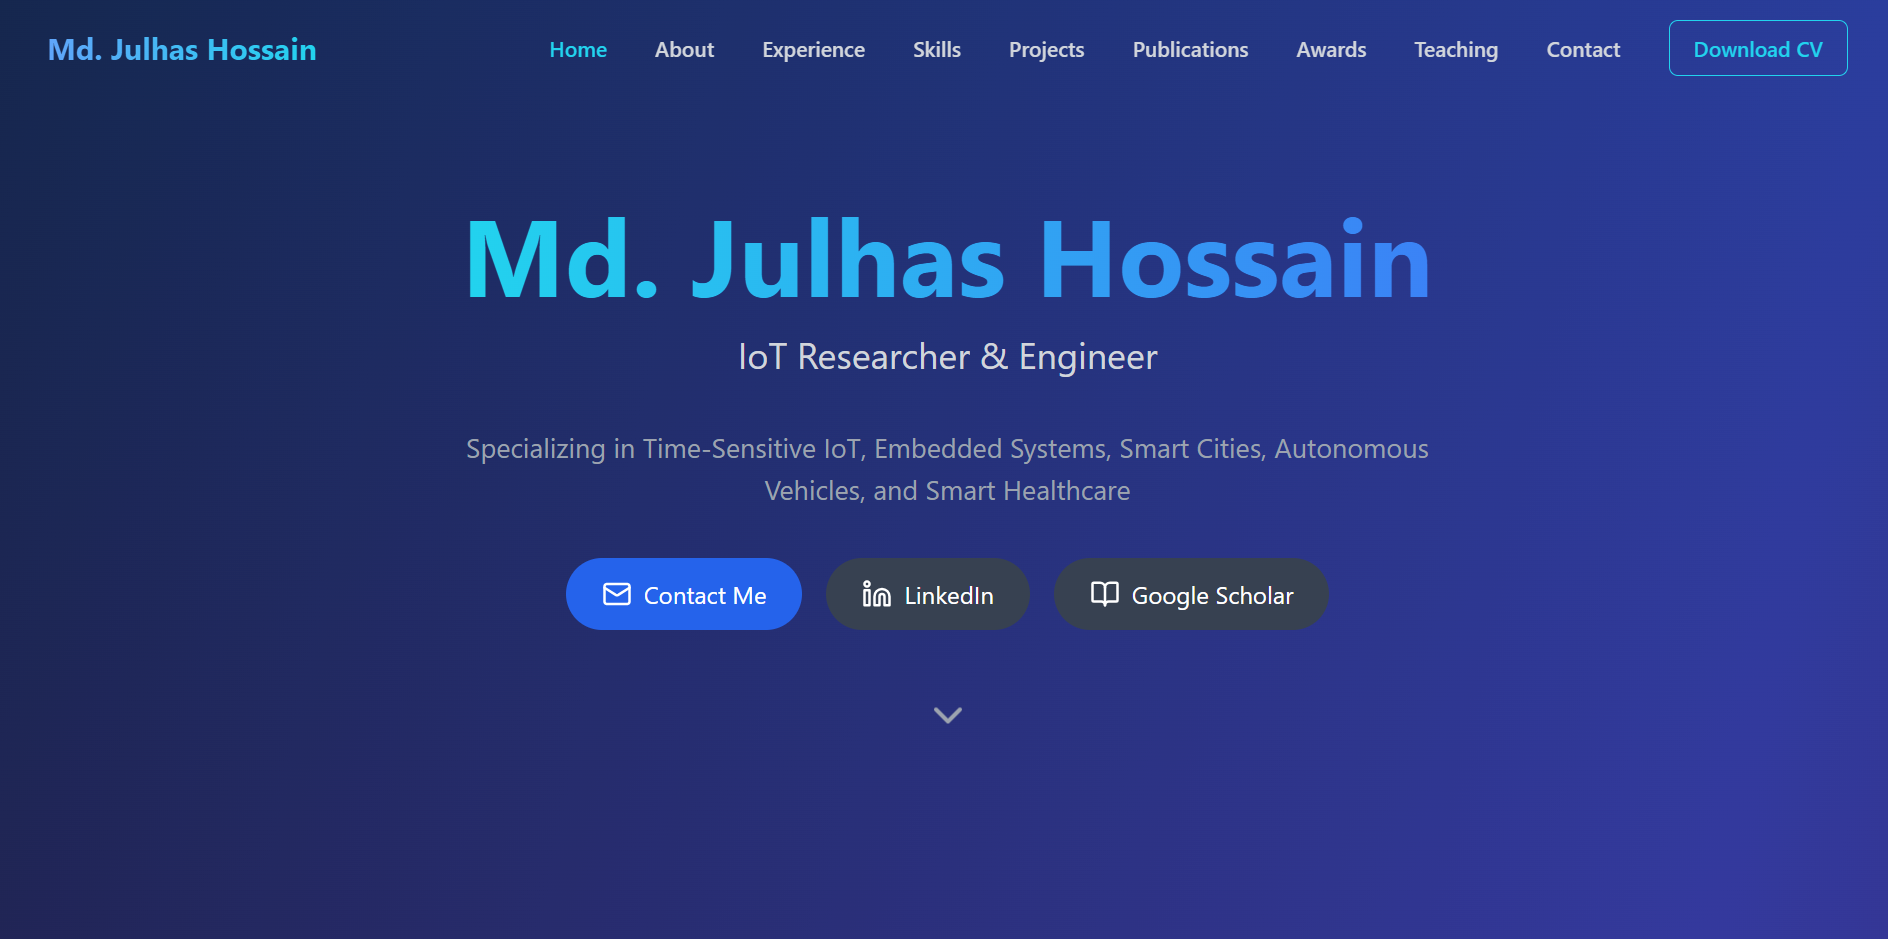 Md. Julhas Hossain
Home About Experience Skills Projects Publications Awards Teaching Contact Download CV
Md. Julhas Hossain
IoT Researcher & Engineer
Specializing in Time-Sensitive IoT, Embedded Systems, Smart Cities, Autonomous
Vehicles, and Smart Healthcare
Contact Me LinkedIn Google Scholar